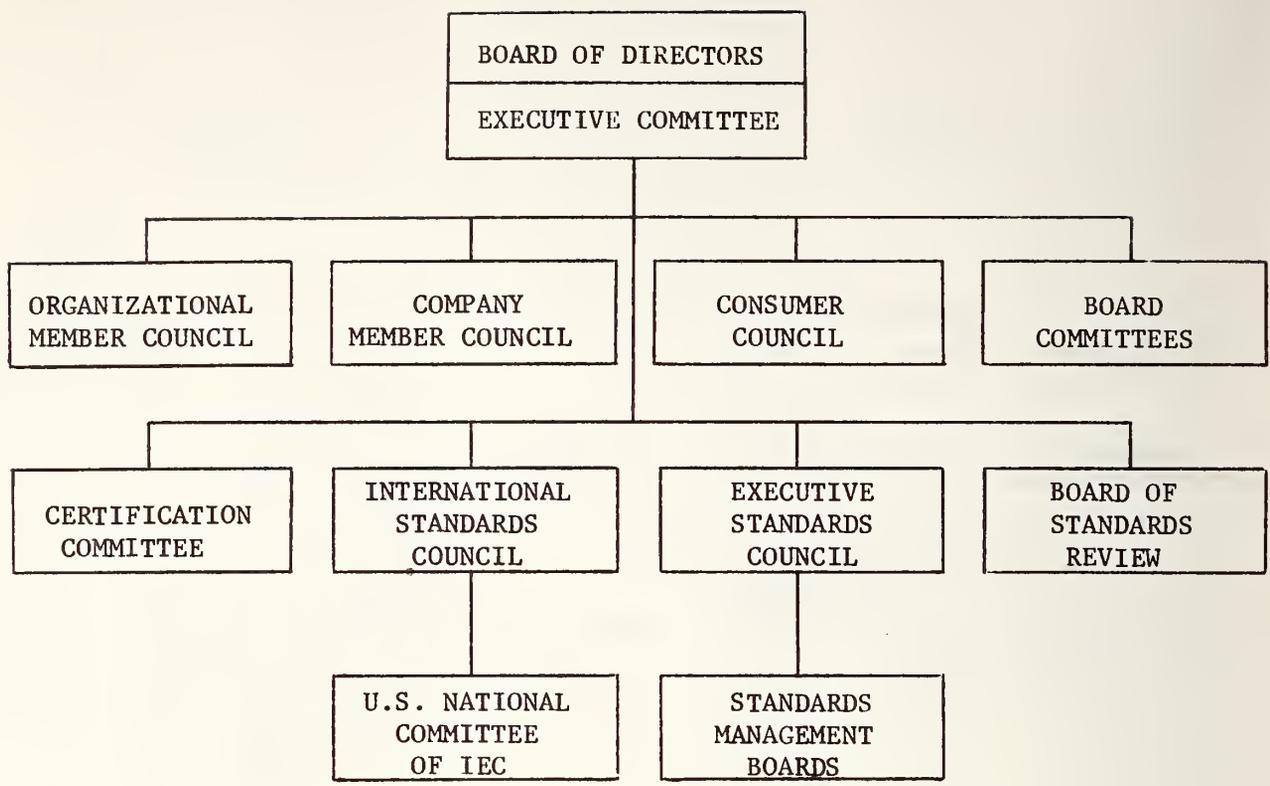 BOARD OF DIRECTORS
EXECUTIVE COMMITTEE
ORGANIZATIONAL
MEMBER COUNCIL
COMPANY
MEMBER COUNCIL
CONSUMER
COUNCIL
BOARD
COMMITTEES
CERTIFICATION
COMMITTEE
INTERNATIONAL
STANDARDS
COUNCIL
EXECUTIVE
STANDARDS
COUNCIL
BOARD OF
STANDARDS
REVIEW
U.S. NATIONAL
COMMITTEE
OF IEC
STANDARDS
MANAGEMENT
BOARDS